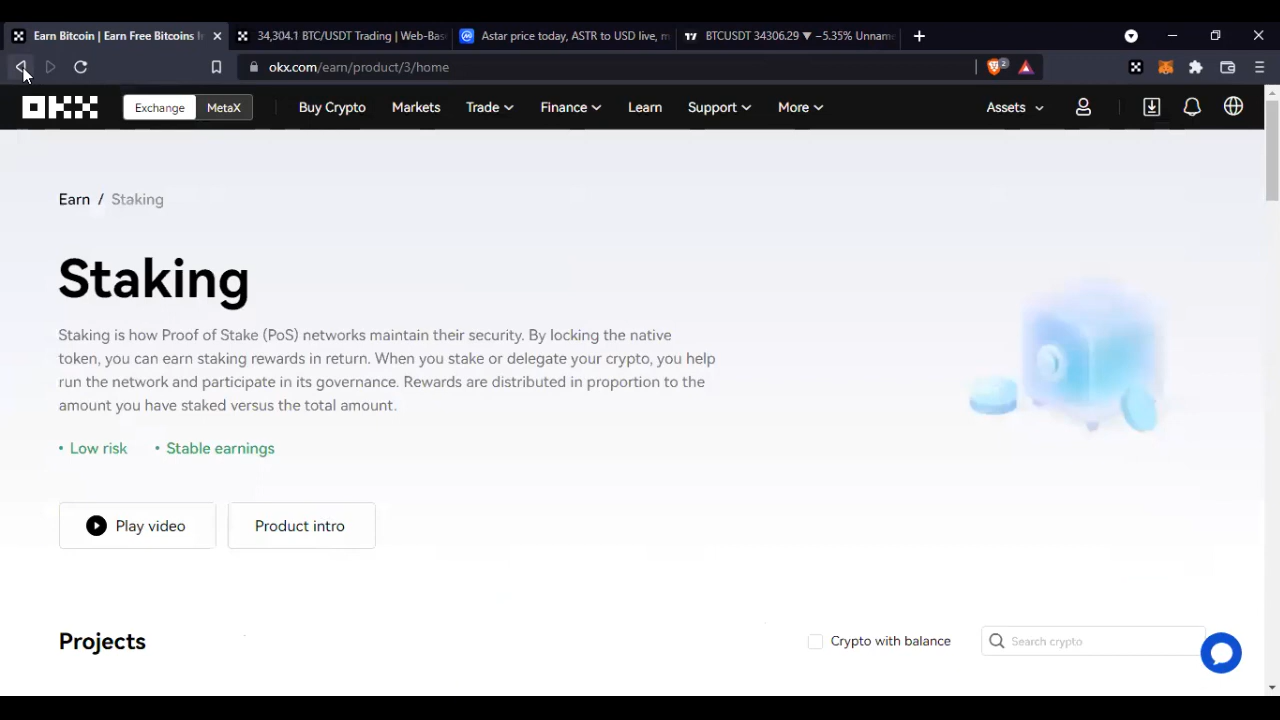 Earn Bitcoin | Earn Free Bitcoins I
34,304.1 BTC/USDT Trading | Web-Bas
Astar price today, ASTR to USD live, m
BTCUSDT 34306.29 ▼ −5.35% Unnam
okx.com/earn/product/3/home
2
OKX
Exchange
MetaX
Buy Crypto
Markets
Trade
Finance
Learn
Support
More
Assets
Earn / Staking
Staking
Staking is how Proof of Stake (PoS) networks maintain their security. By locking the native
token, you can earn staking rewards in return. When you stake or delegate your crypto, you help
run the network and participate in its governance. Rewards are distributed in proportion to the
amount you have staked versus the total amount.
• Low risk • Stable earnings
Play video
Product intro
Projects
Crypto with balance
Search crypto